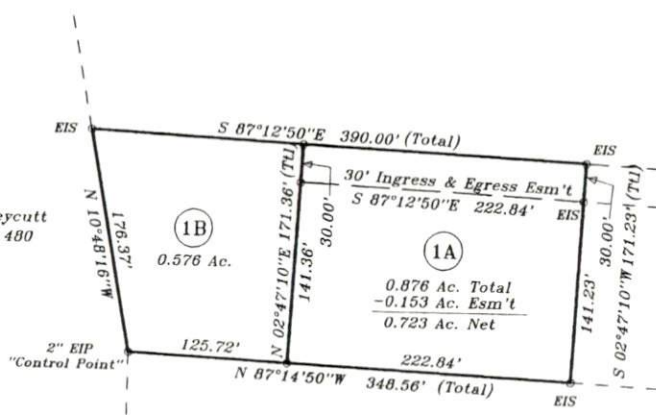 EIS
S 87°12'50"E 390.00' (Total)
EIS
30' Ingress & Egress Esm't
S 87°12'50"E 222.84'
EIS
eycutt
480
N 10°48'16"W
176.37'
1B
0.576 Ac.
N 02°47'10"E 171.36' (Ttl)
30.00'
141.36'
1A
0.876 Ac. Total
-0.153 Ac. Esm't
0.723 Ac. Net
30.00'
141.23'
S 02°47'10"W 171.23' (Ttl)
2" EIP
"Control Point"
125.72'
222.84'
N 87°14'50"W 348.56' (Total)
EIS